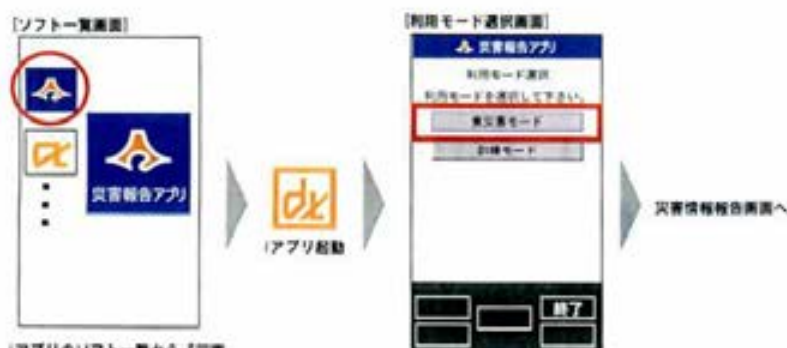 [ソフト一覧画面]
災害報告アプリ
iアプリ起動
[利用モード選択画面]
災害報告アプリ
利用モード選択
利用モードを選択して下さい。
実災害モード
訓練モード
終了
災害情報報告画面へ